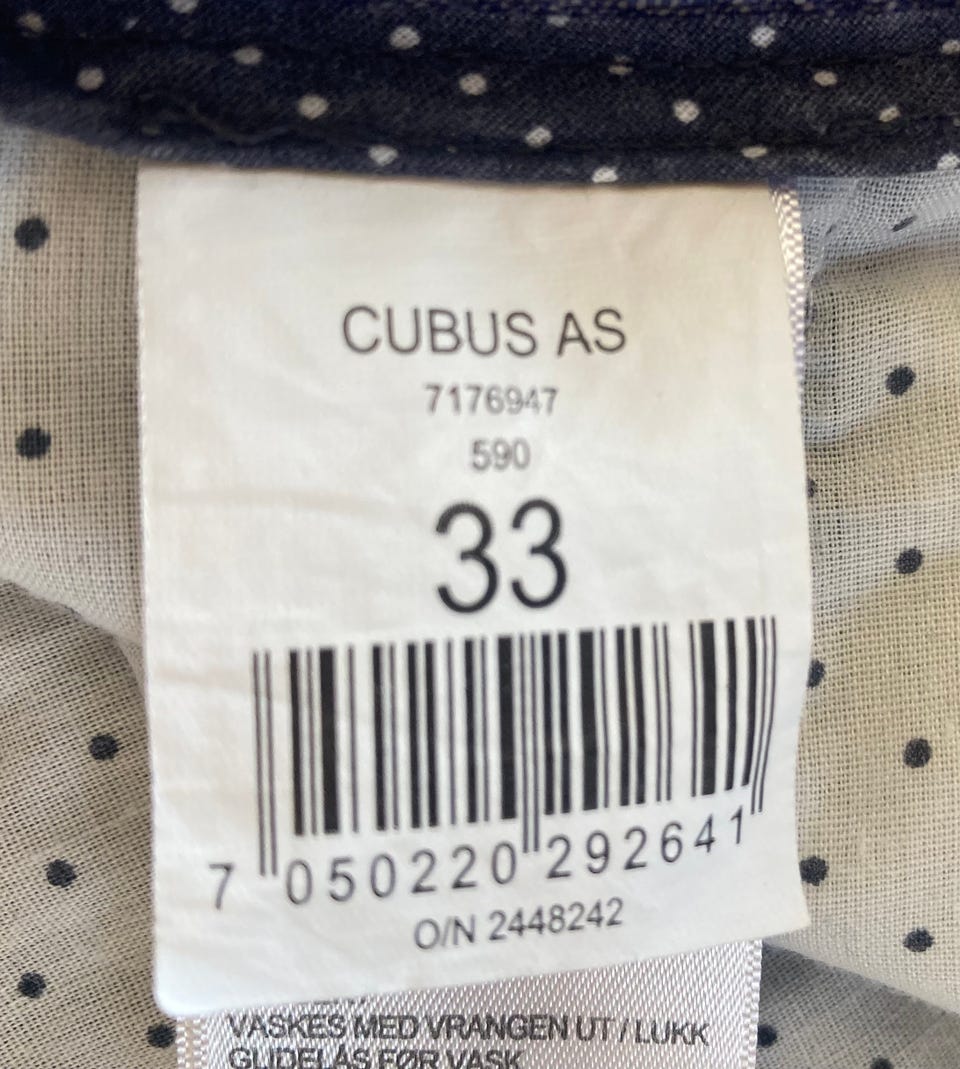 CUBUS AS
7176947
590
33
7 050220 292641
O/N 2448242
VASKES MED VRANGEN UT / LUKK
GLIDELÅS FØR VASK